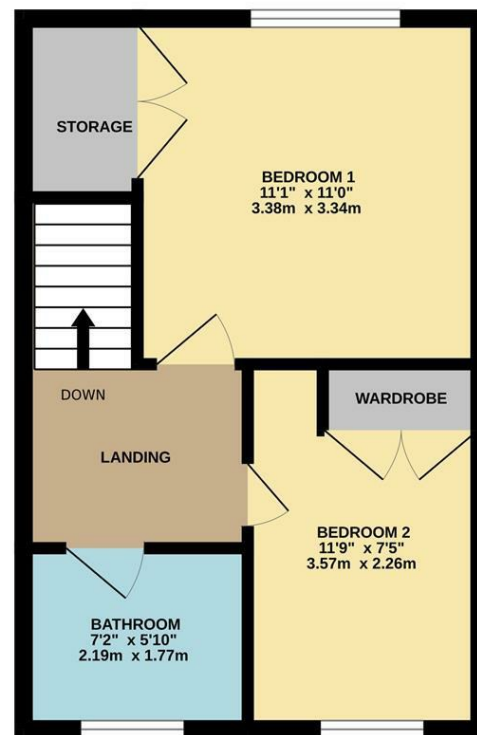 STORAGE
BEDROOM 1
11'1" x 11'0"
3.38m x 3.34m
DOWN
WARDROBE
LANDING
BEDROOM 2
11'9" x 7'5"
3.57m x 2.26m
BATHROOM
7'2" x 5'10"
2.19m x 1.77m